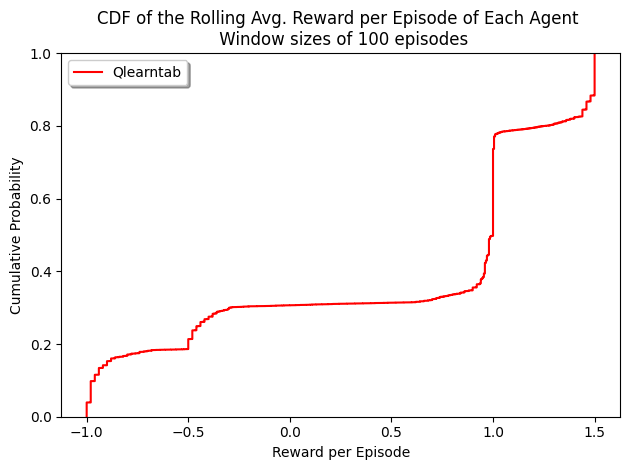 CDF of the Rolling Avg. Reward per Episode of Each Agent
Window sizes of 100 episodes
Qlearntab
1.0
0.8
0.6
0.4
0.2
0.0
Cumulative Probability
−1.0 −0.5 0.0 0.5 1.0 1.5
Reward per Episode